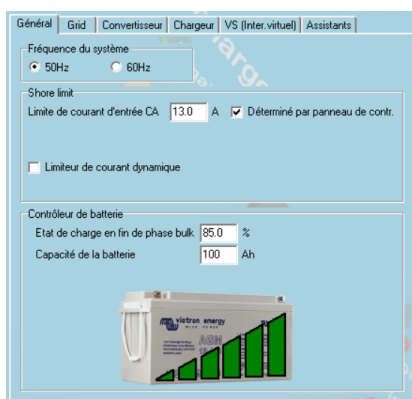 Général Grid Convertisseur Chargeur VS (Inter.virtuel) Assistants
Fréquence du système
50Hz 60Hz
Shore limit
Limite de courant d'entrée CA 13.0 A Déterminé par panneau de contr.
Limiteur de courant dynamique
Contrôleur de batterie
Etat de charge en fin de phase bulk 85.0 %
Capacité de la batterie 100 Ah
victron energy
BLUE POWER
AGM